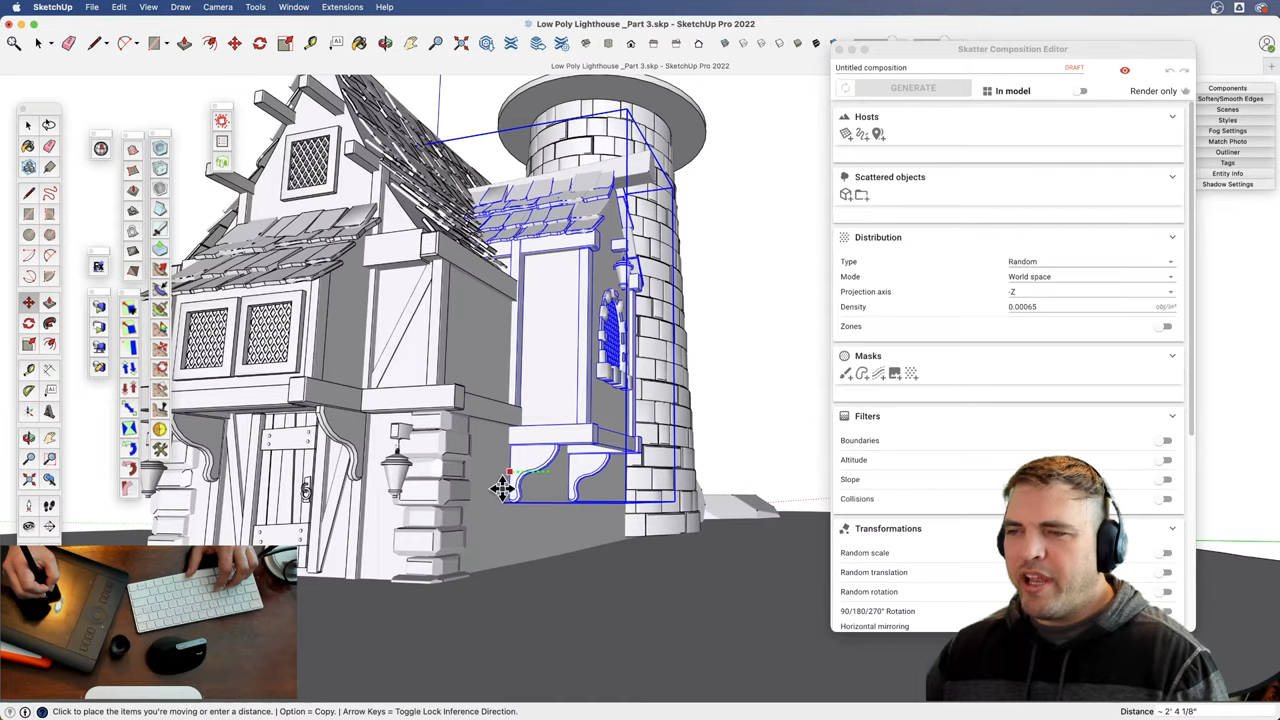 SketchUp File Edit View Camera Draw Tools Window Extensions Help
Low Poly Lighthouse _Part 3.skp - SketchUp Pro 2022
Low Poly Lighthouse _Part 3.skp - SketchUp Pro 2022
Skatter Composition Editor
Untitled composition DRAFT
GENERATE In model Render only
Hosts
Scattered objects
Distribution
Type Random
Mode World space
Projection axis -Z
Density 0.00065 obj/in²
Zones
Masks
Filters
Boundaries
Altitude
Slope
Collisions
Transformations
Random scale
Random translation
Random rotation
90/180/270° Rotation
Horizontal mirroring
Components
Soften/Smooth Edges
Scenes
Styles
Fog Settings
Match Photo
Outliner
Tags
Entity Info
Shadow Settings
Click to place the items you're moving or enter a distance. | Option = Copy. | Arrow Keys = Toggle Lock Inference Direction. Distance ~ 2' 4 1/8"